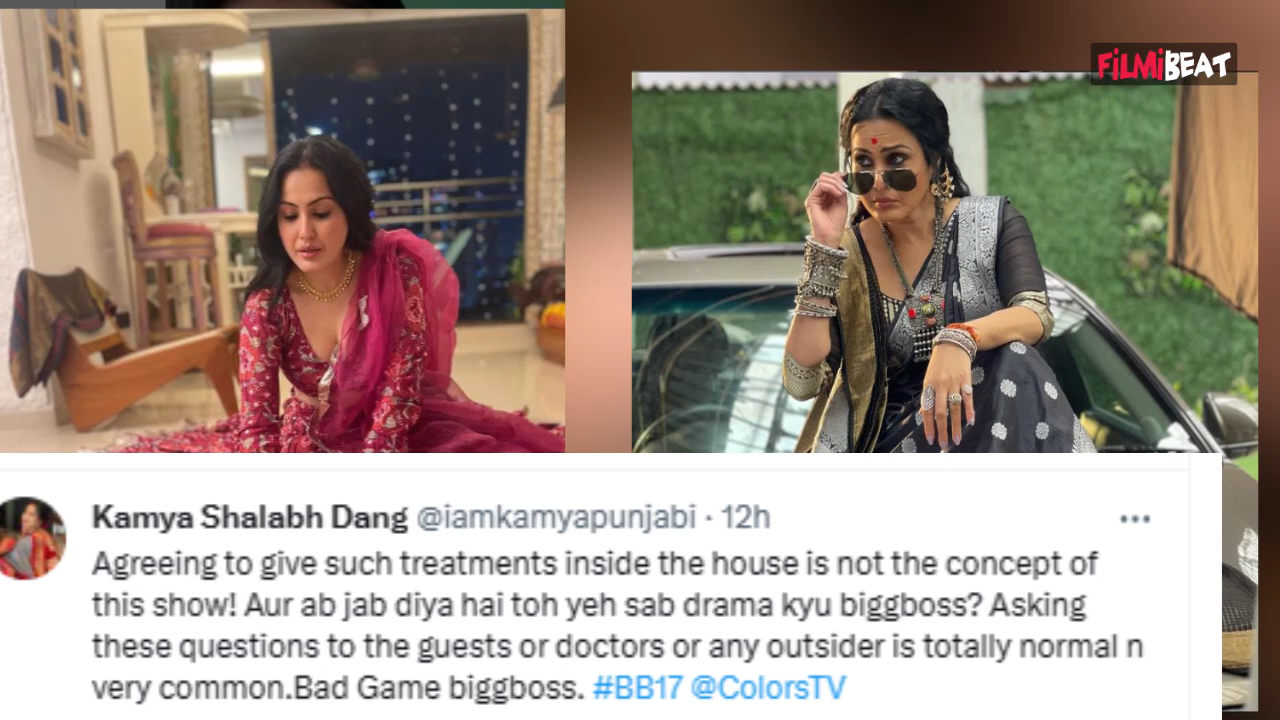 FiLMiBEAT
Kamya Shalabh Dang @iamkamyapunjabi · 12h
Agreeing to give such treatments inside the house is not the concept of
this show! Aur ab jab diya hai toh yeh sab drama kyu biggboss? Asking
these questions to the guests or doctors or any outsider is totally normal n
very common.Bad Game biggboss. #BB17 @ColorsTV